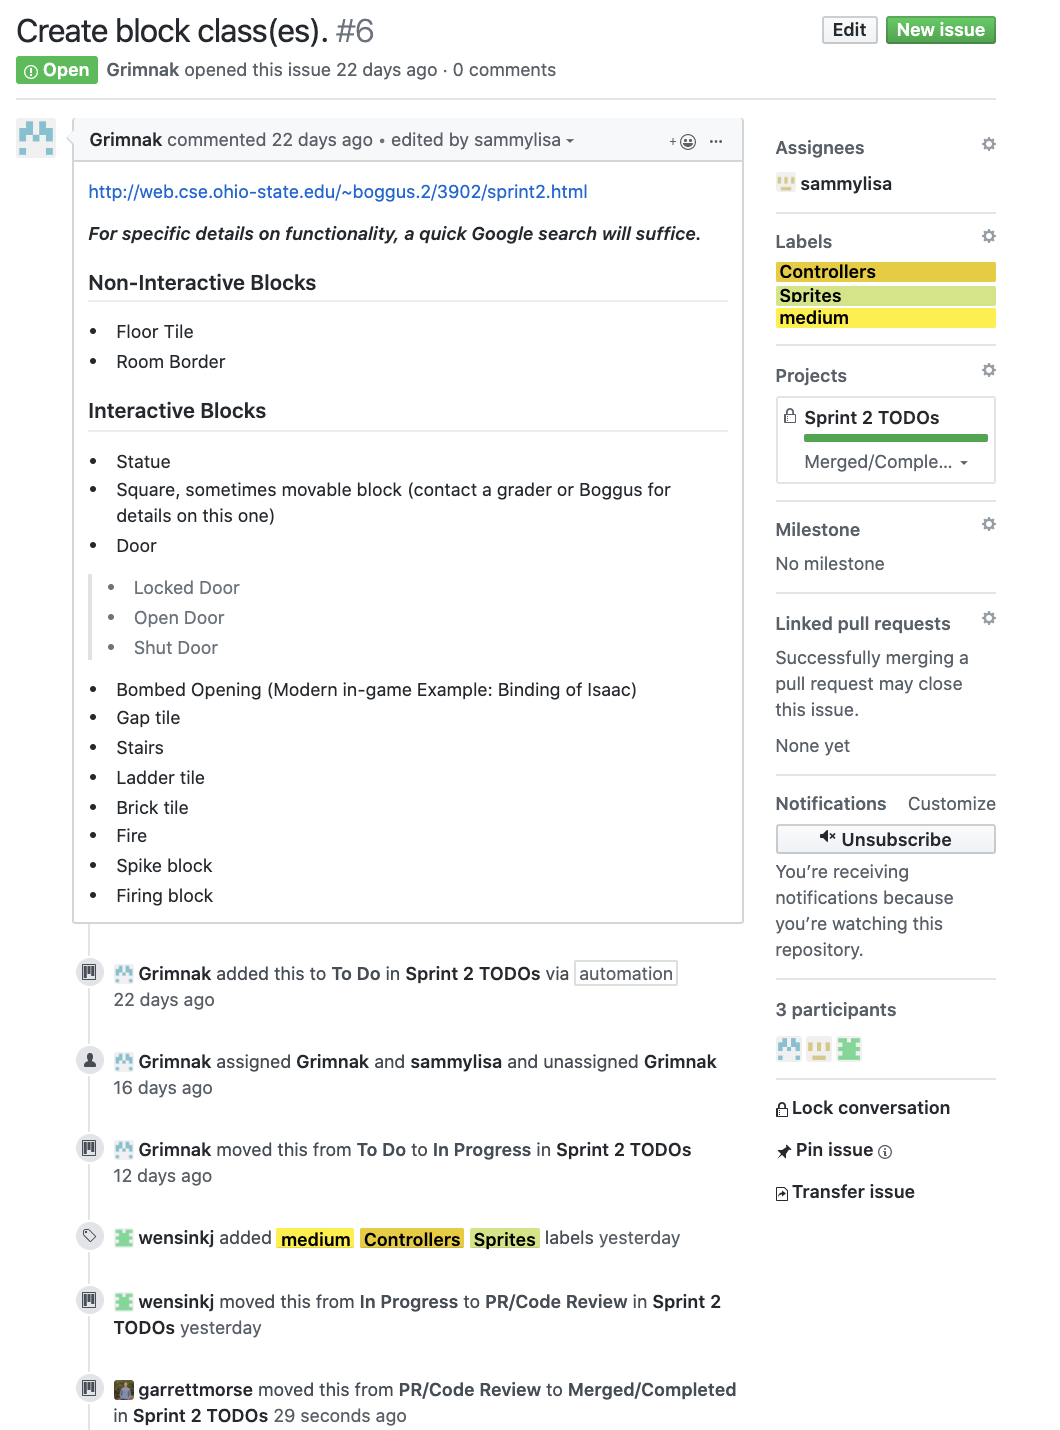 Create block class(es). #6
Edit
New issue
Open
Grimnak opened this issue 22 days ago · 0 comments
Grimnak commented 22 days ago • edited by sammylisa
http://web.cse.ohio-state.edu/~boggus.2/3902/sprint2.html
For specific details on functionality, a quick Google search will suffice.
Non-Interactive Blocks
• Floor Tile
• Room Border
Interactive Blocks
• Statue
• Square, sometimes movable block (contact a grader or Boggus for
details on this one)
• Door
• Locked Door
• Open Door
• Shut Door
• Bombed Opening (Modern in-game Example: Binding of Isaac)
• Gap tile
• Stairs
• Ladder tile
• Brick tile
• Fire
• Spike block
• Firing block
Grimnak added this to To Do in Sprint 2 TODOs via automation
22 days ago
Grimnak assigned Grimnak and sammylisa and unassigned Grimnak
16 days ago
Grimnak moved this from To Do to In Progress in Sprint 2 TODOs
12 days ago
wensinkj added medium Controllers Sprites labels yesterday
wensinkj moved this from In Progress to PR/Code Review in Sprint 2
TODOs yesterday
garrettmorse moved this from PR/Code Review to Merged/Completed
in Sprint 2 TODOs 29 seconds ago
Assignees
sammylisa
Labels
Controllers
Sprites
medium
Projects
Sprint 2 TODOs
Merged/Comple...
Milestone
No milestone
Linked pull requests
Successfully merging a
pull request may close
this issue.
None yet
Notifications Customize
Unsubscribe
You’re receiving
notifications because
you’re watching this
repository.
3 participants
Lock conversation
Pin issue
Transfer issue